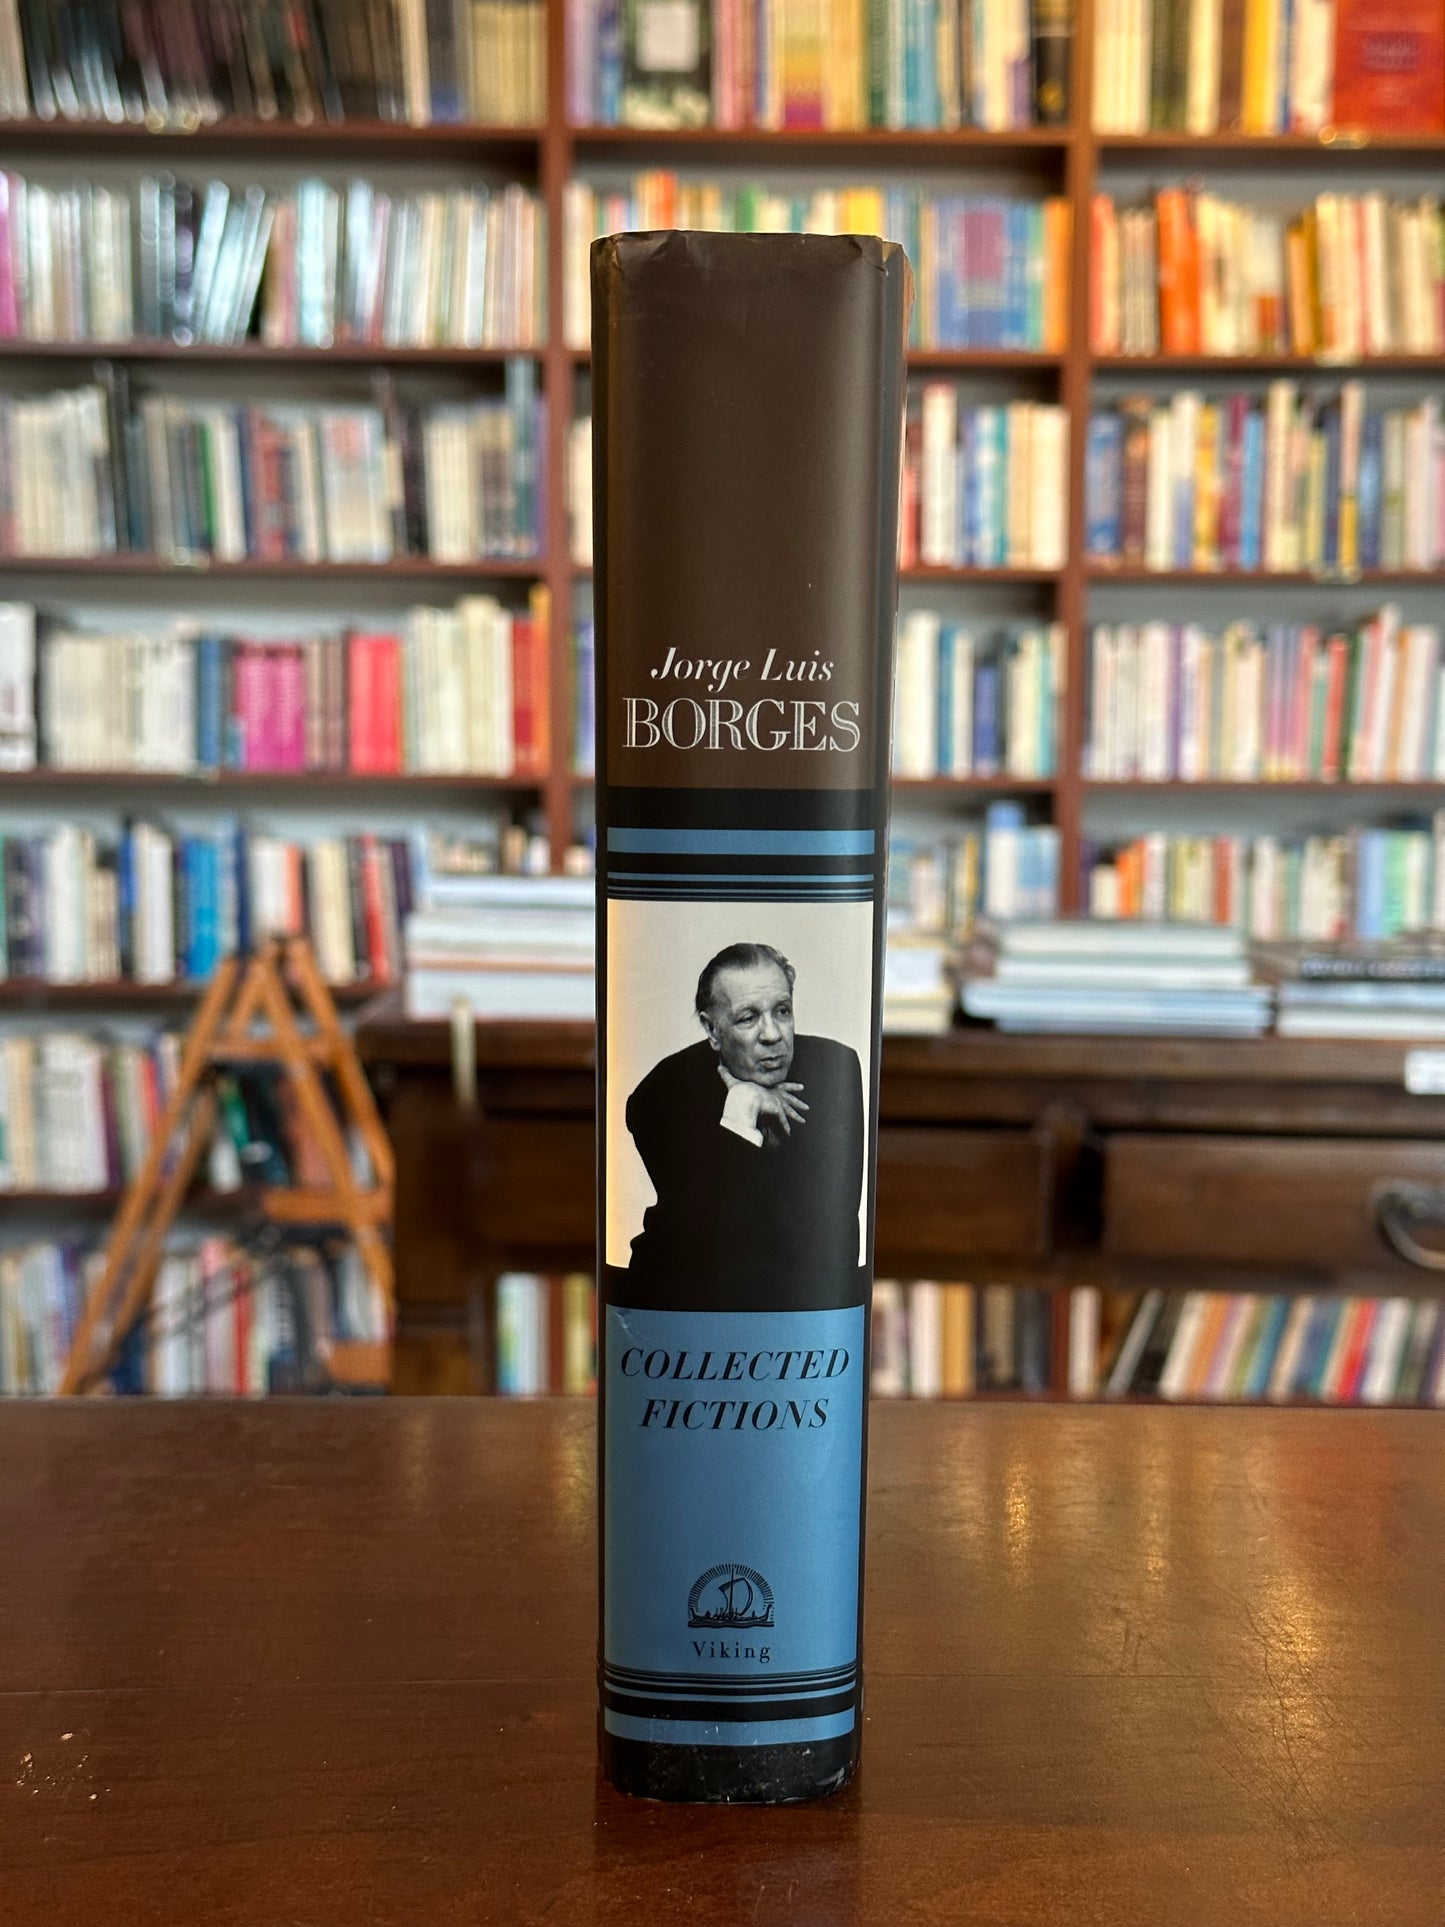 Jorge Luis
BORGES
COLLECTED
FICTIONS
Viking